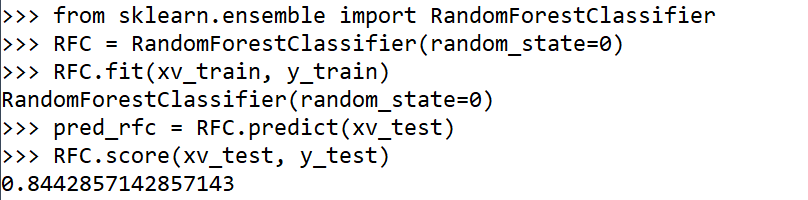 >>> from sklearn.ensemble import RandomForestClassifier
>>> RFC = RandomForestClassifier(random_state=0)
>>> RFC.fit(xv_train, y_train)
RandomForestClassifier(random_state=0)
>>> pred_rfc = RFC.predict(xv_test)
>>> RFC.score(xv_test, y_test)
0.8442857142857143